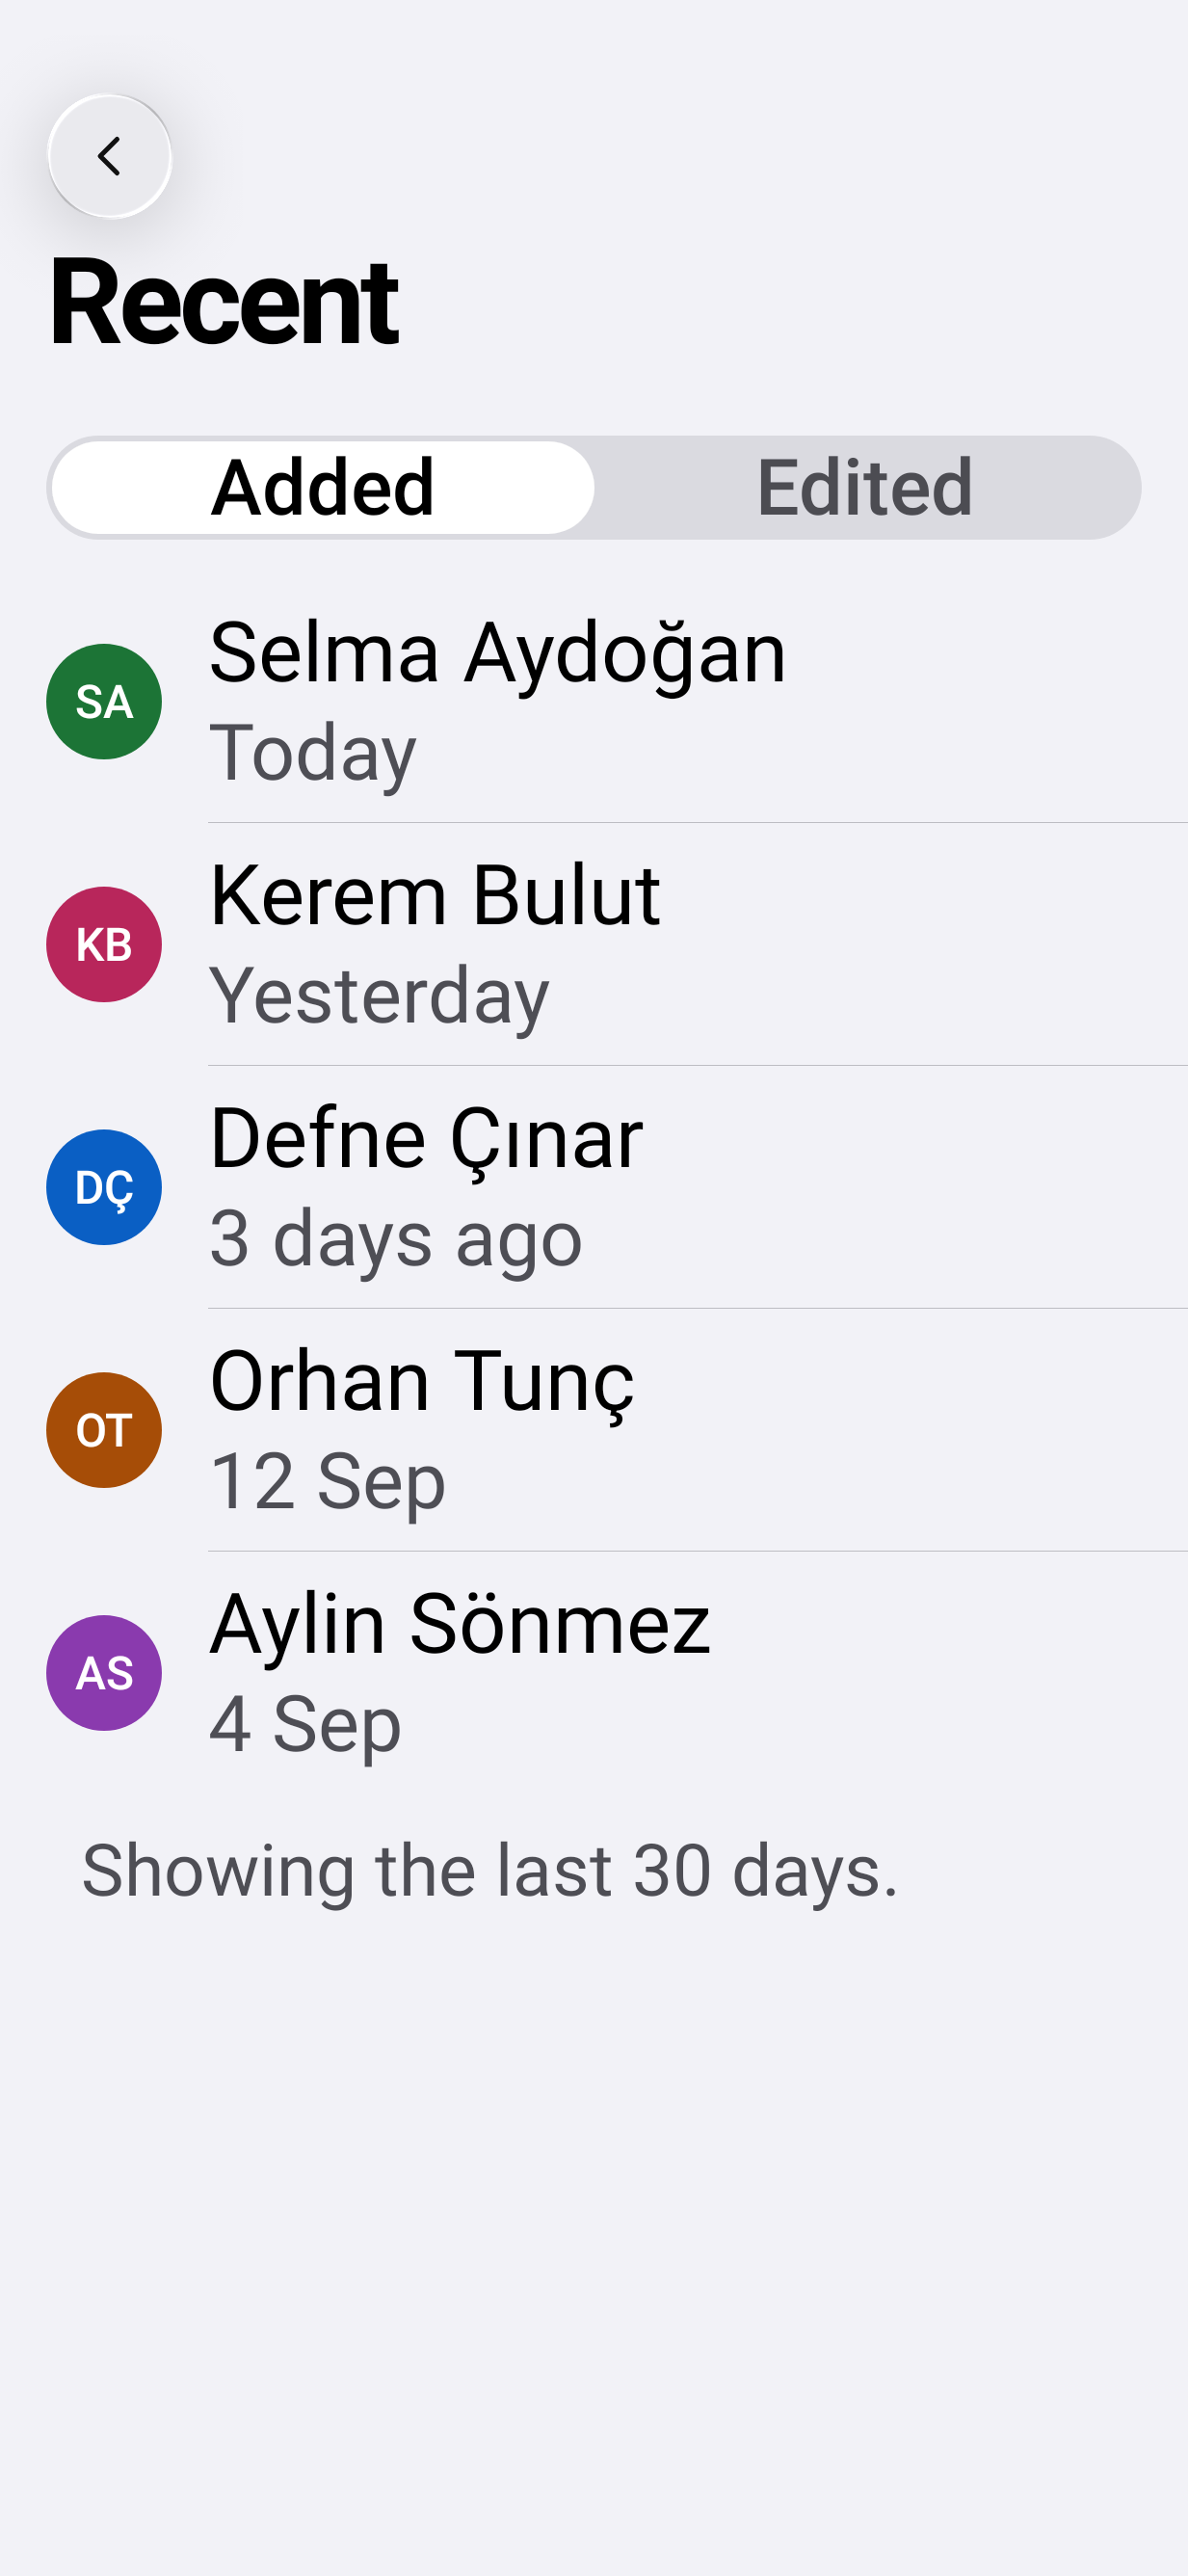 Recent
Added
Edited
SA
Selma Aydoğan
Today
KB
Kerem Bulut
Yesterday
DÇ
Defne Çınar
3 days ago
OT
Orhan Tunç
12 Sep
AS
Aylin Sönmez
4 Sep
Showing the last 30 days.